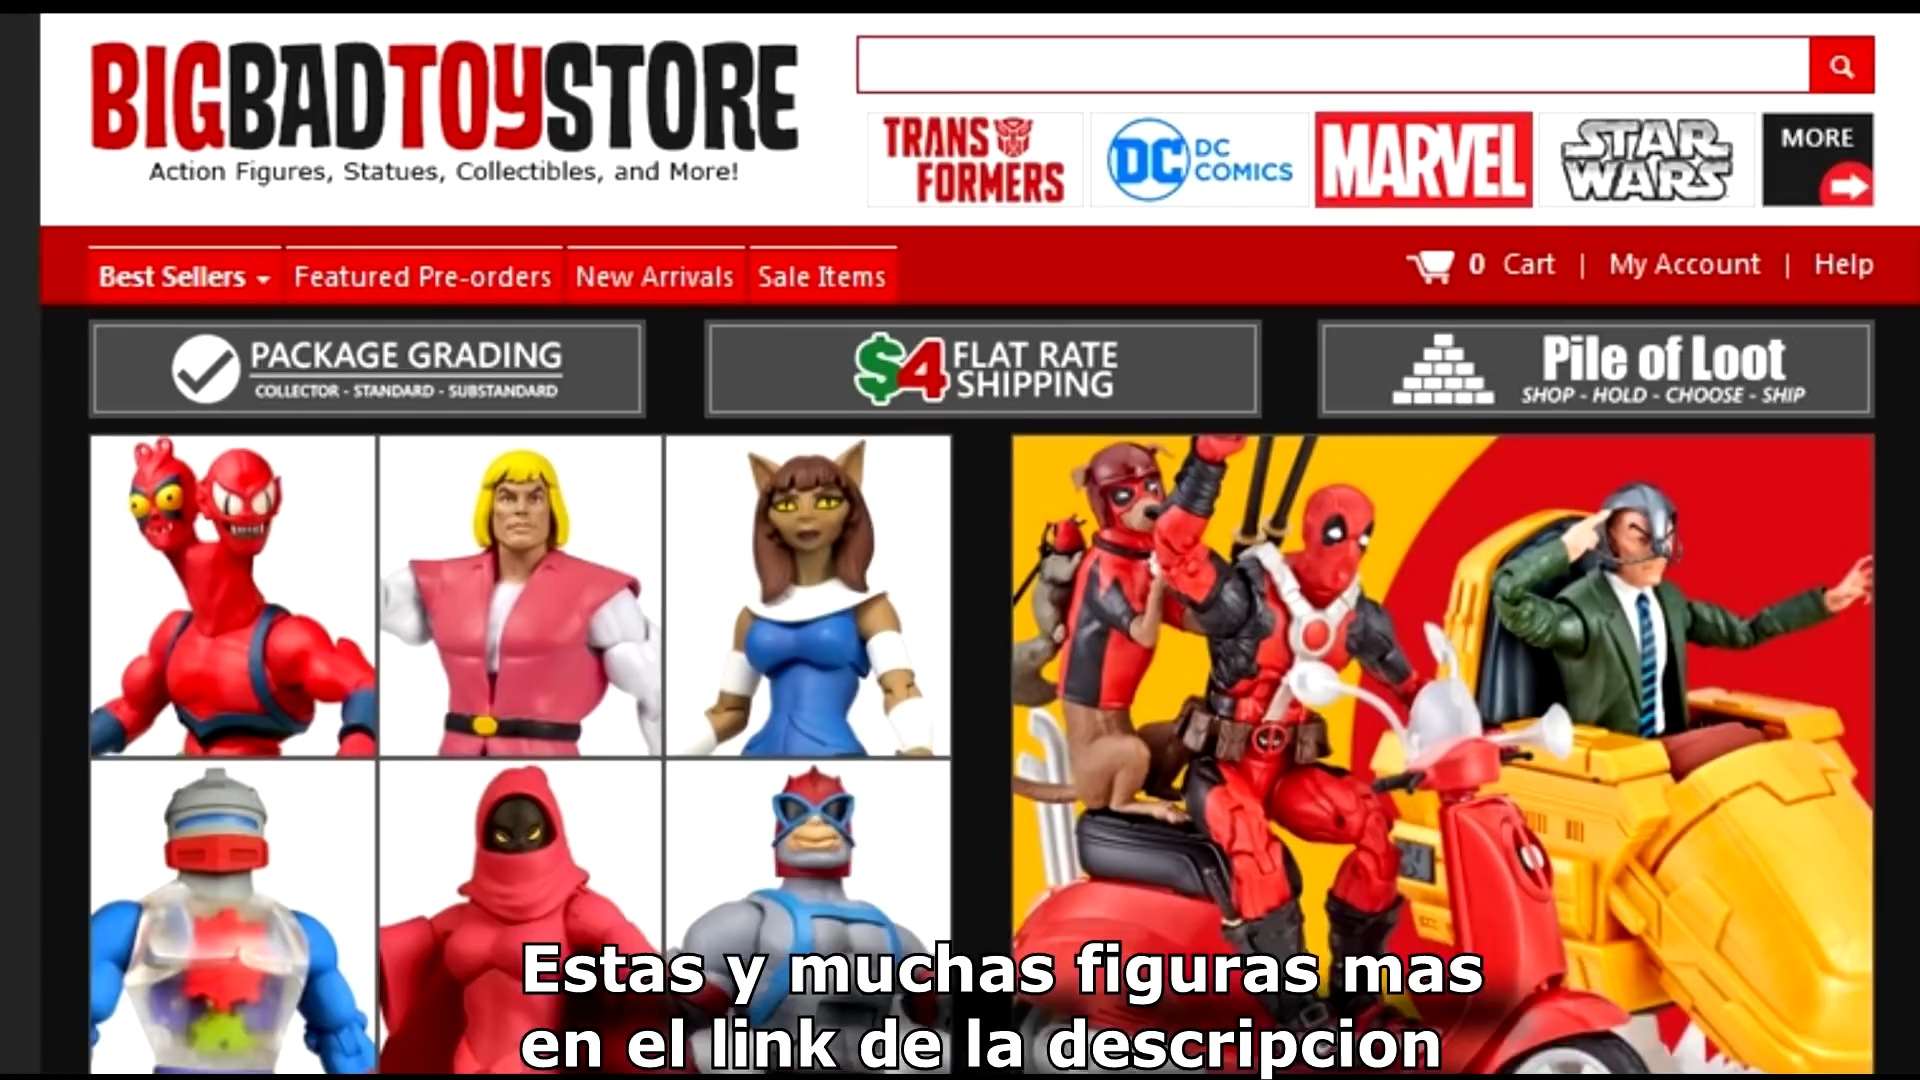 BIGBADTOYSTORE
Action Figures, Statues, Collectibles, and More!
TRANS
FORMERS
DC DC
COMICS
MARVEL
STAR
WARS
MORE
Best Sellers
Featured Pre-orders
New Arrivals
Sale Items
0 Cart | My Account | Help
PACKAGE GRADING
COLLECTOR - STANDARD - SUBSTANDARD
$4 FLAT RATE
SHIPPING
Pile of Loot
SHOP - HOLD - CHOOSE - SHIP
Estas y muchas figuras mas
en el link de la descripcion